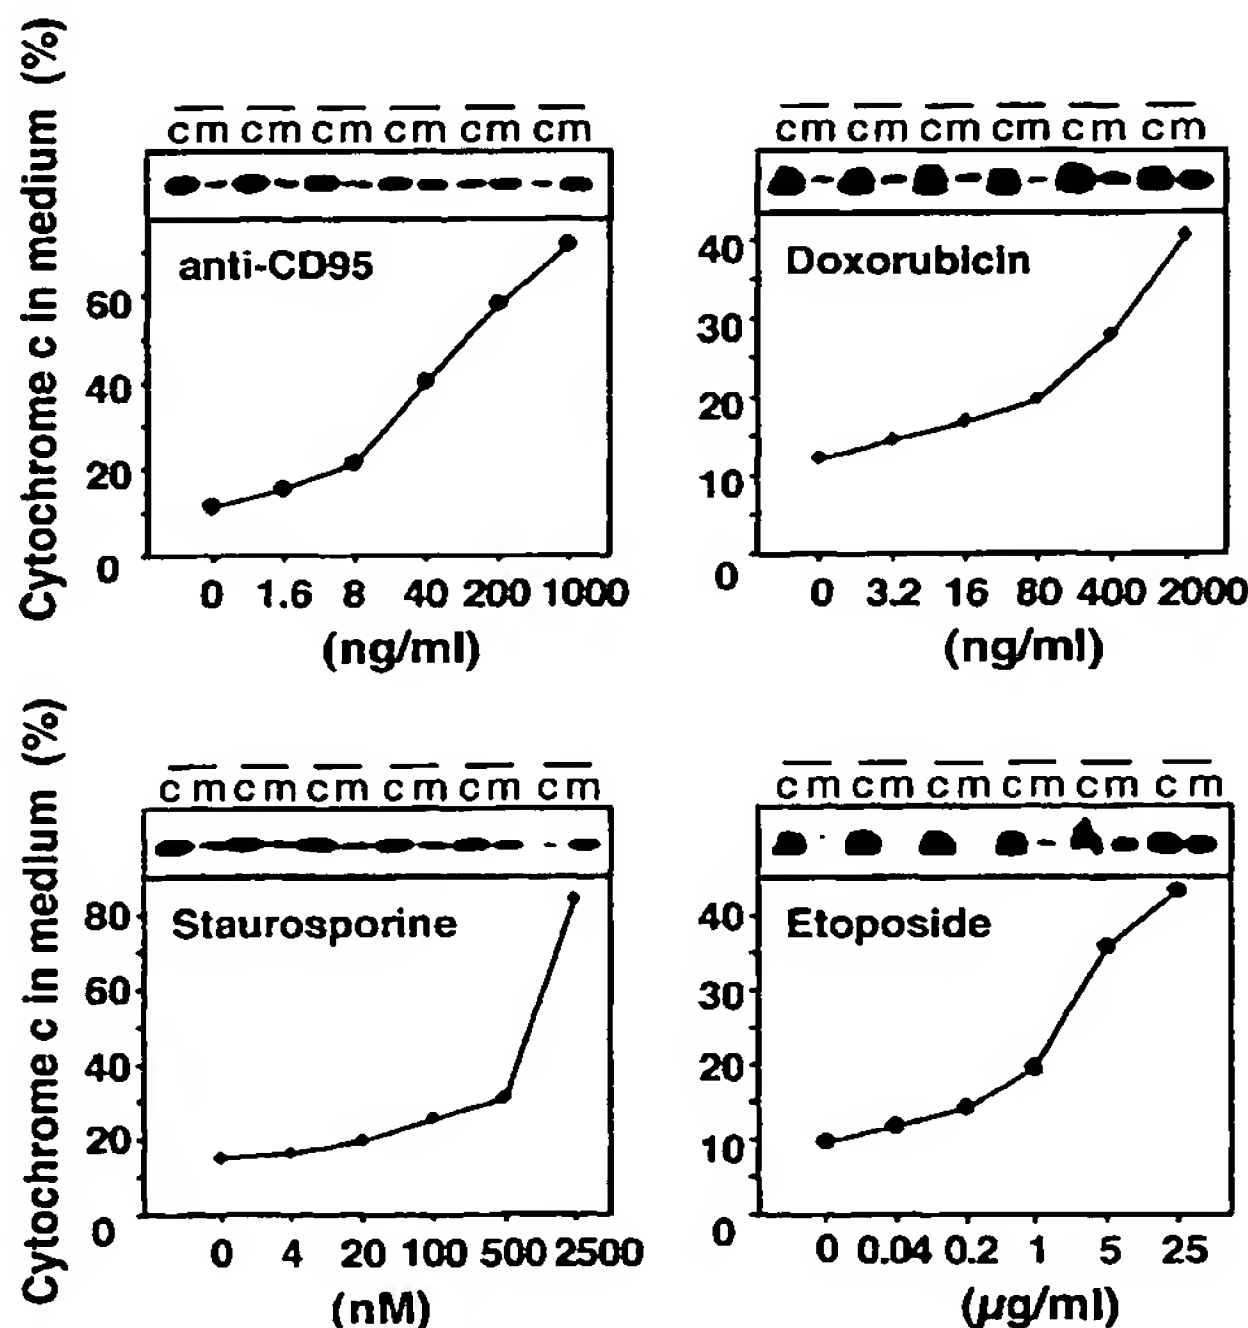 Cytochrome c in medium (%)
c m c m c m c m c m c m
anti-CD95
60
40
20
0
0 1.6 8 40 200 1000
(ng/ml)
c m c m c m c m c m c m
Doxorubicin
40
30
20
10
0
0 3.2 16 80 400 2000
(ng/ml)
Cytochrome c in medium (%)
c m c m c m c m c m c m
Staurosporine
80
60
40
20
0
0 4 20 100 500 2500
(nM)
c m c m c m c m c m c m
Etoposide
40
30
20
10
0
0 0.04 0.2 1 5 25
(µg/ml)